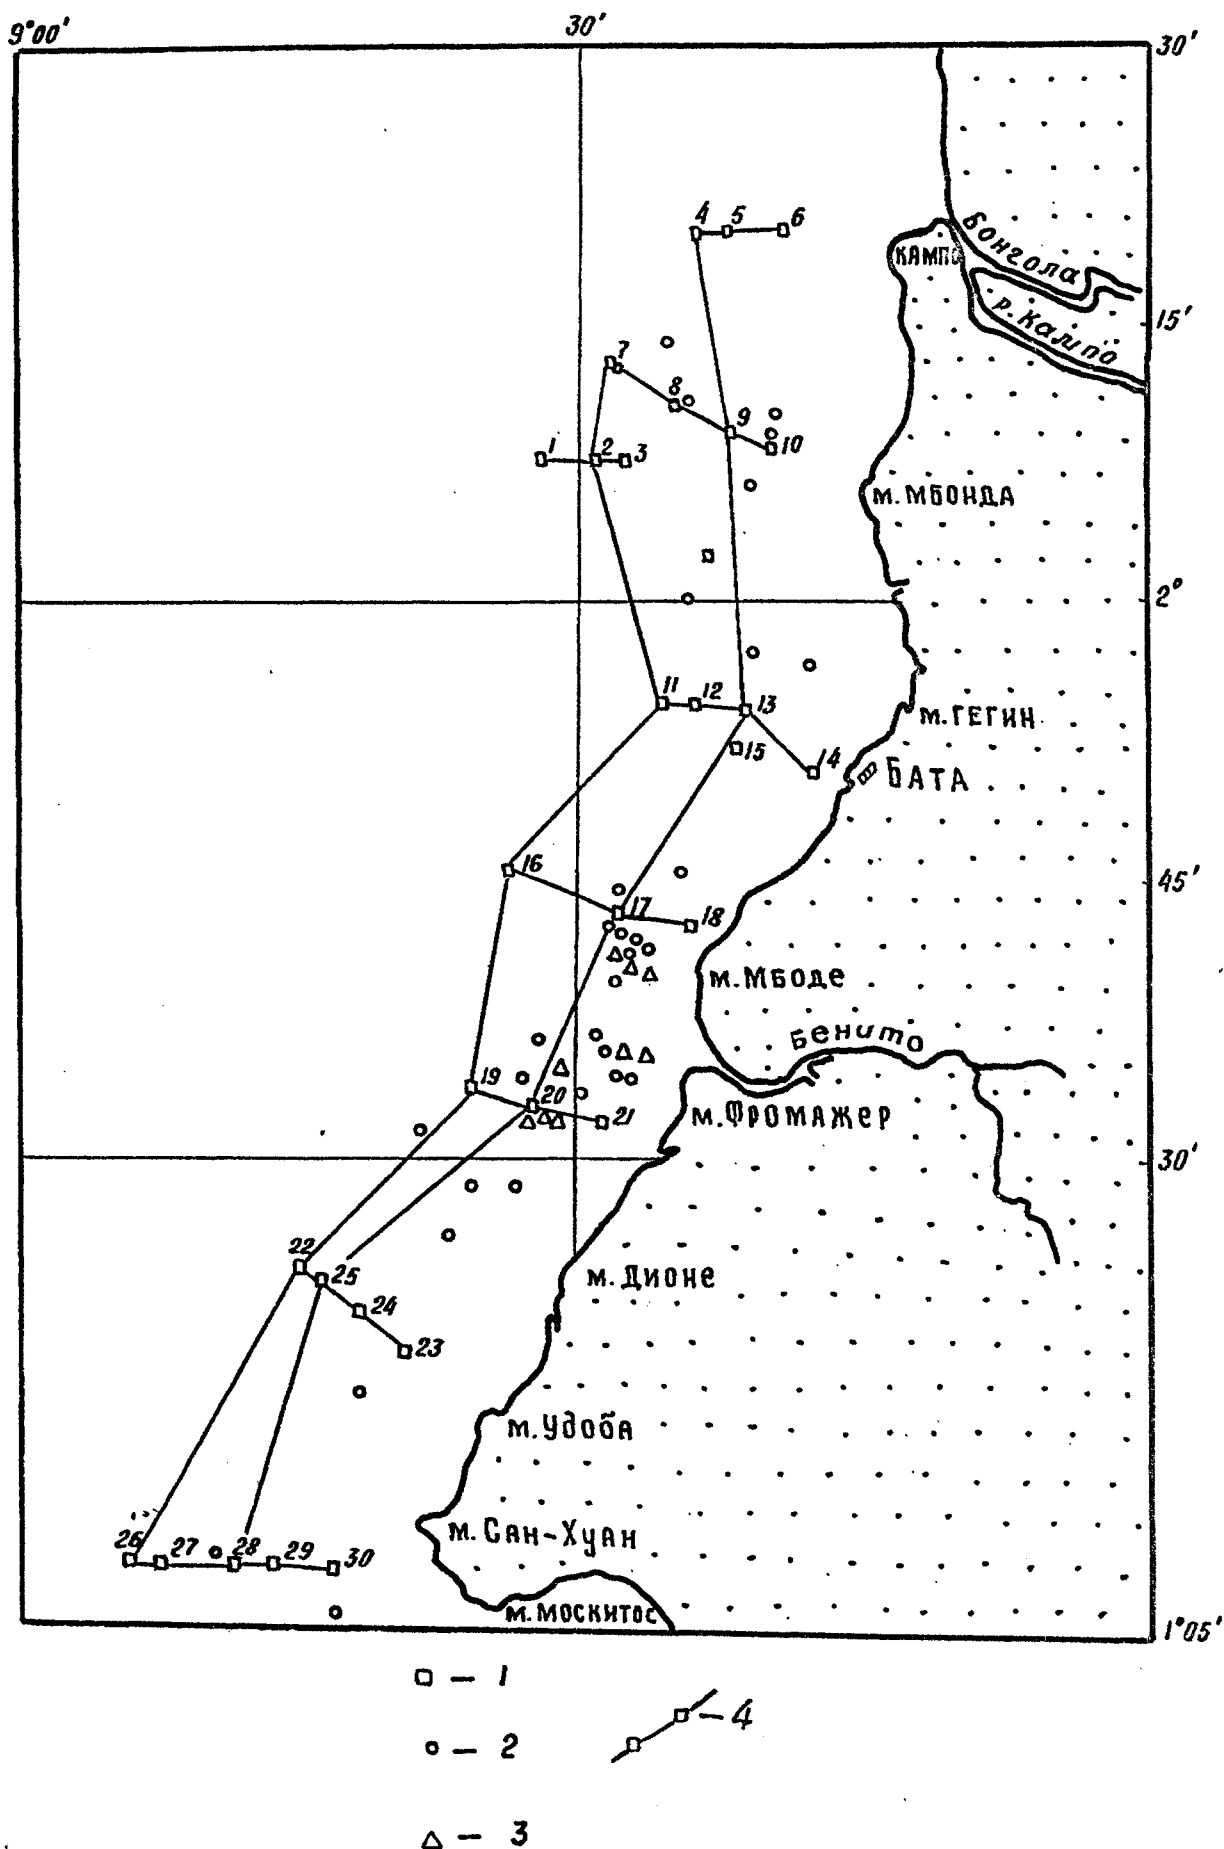 9°00'
30'
30'
4 5 6
Бонгола
КАМПО
р. Кампо
15'
7
8
9
10
1 2 3
м. МБОНДА
2°
11 12 13
м. ГЕГИН
15
14
БАТА
16
45'
17
18
м. Мбоде
Бенито
19
20
21
м. ФРОМАЖЕР
30'
22
25
м. Дионе
24
23
м. Удоба
м. Сан-Хуан
26 27 28 29 30
м. МОСКИТОС
1°05'
□ — 1
— 4
○ — 2
△ — 3